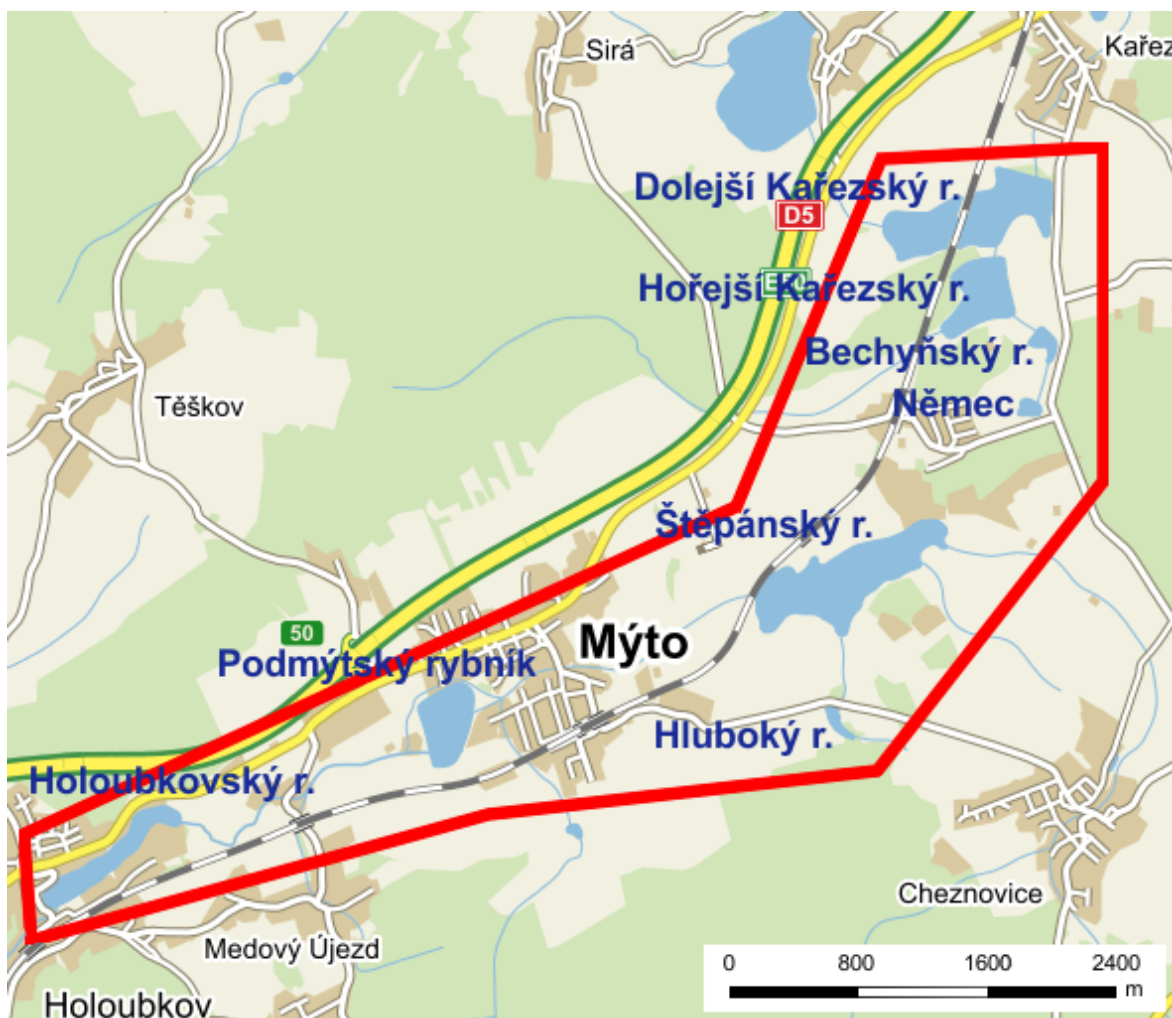 Sirá
Kařez
Dolejší Kařezský r.
D5
E50
Hořejší Kařezský r.
Bechyňský r.
Němec
Těškov
Štěpánský r.
50
Mýto
Podmýtský rybník
Hluboký r.
Holoubkovský r.
Cheznovice
Medový Újezd
Holoubkov
0 800 1600 2400
m